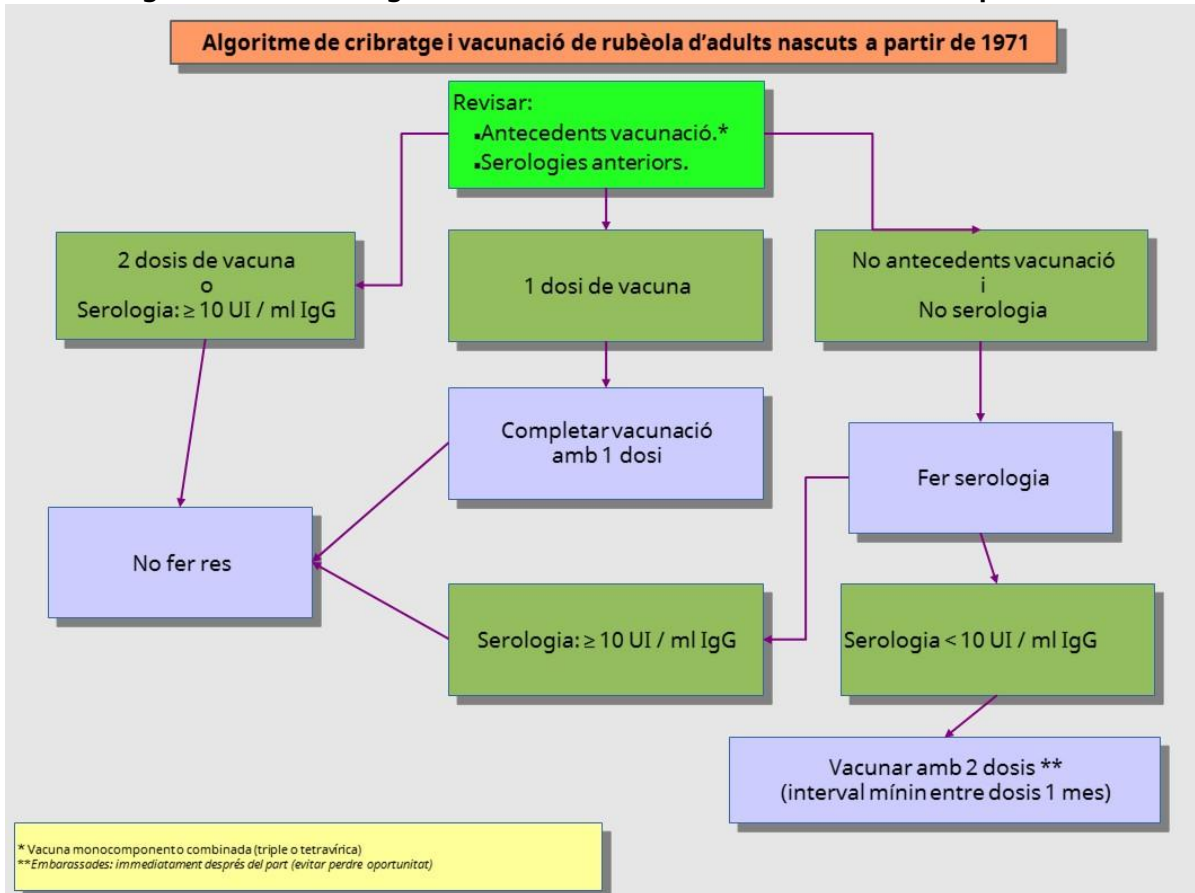 Algoritme de cribratge i vacunació de rubèola d'adults nascuts a partir de 1971
Revisar:
▪Antecedents vacunació.*
▪Serologies anteriors.
2 dosis de vacuna
o
Serologia: ≥ 10 UI / ml IgG
1 dosi de vacuna
No antecedents vacunació
i
No serologia
Completar vacunació
amb 1 dosi
Fer serologia
No fer res
Serologia: ≥ 10 UI / ml IgG
Serologia < 10 UI / ml IgG
Vacunar amb 2 dosis **
(interval mínin entre dosis 1 mes)
* Vacuna monocomponent o combinada (triple o tetravírica)
**Embarassades: immediatament després del part (evitar perdre oportunitat)